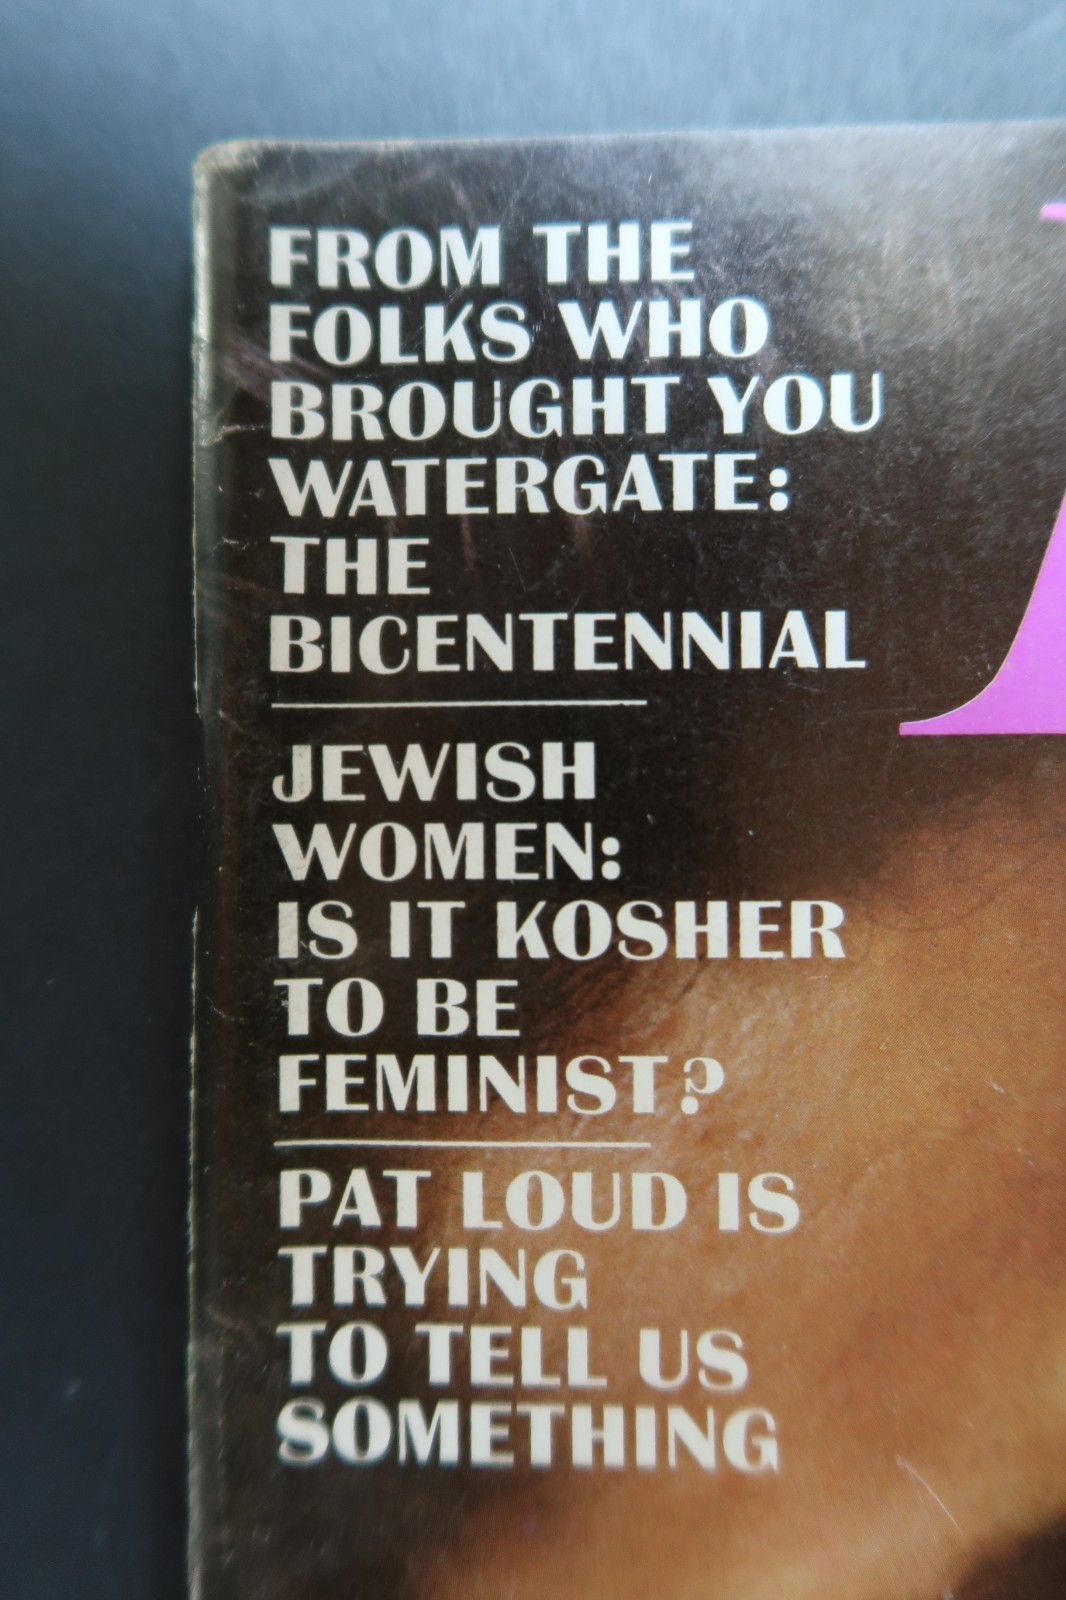 FROM THE
FOLKS WHO
BROUGHT YOU
WATERGATE:
THE
BICENTENNIAL
JEWISH
WOMEN:
IS IT KOSHER
TO BE
FEMINIST?
PAT LOUD IS
TRYING
TO TELL US
SOMETHING